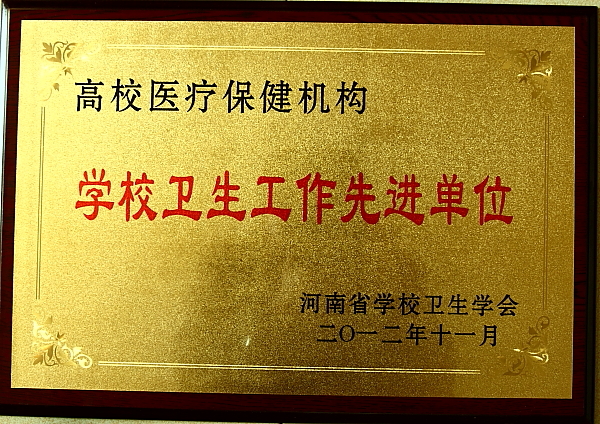 高校医疗保健机构
学校卫生工作先进单位
河南省学校卫生学会
二〇一二年十一月